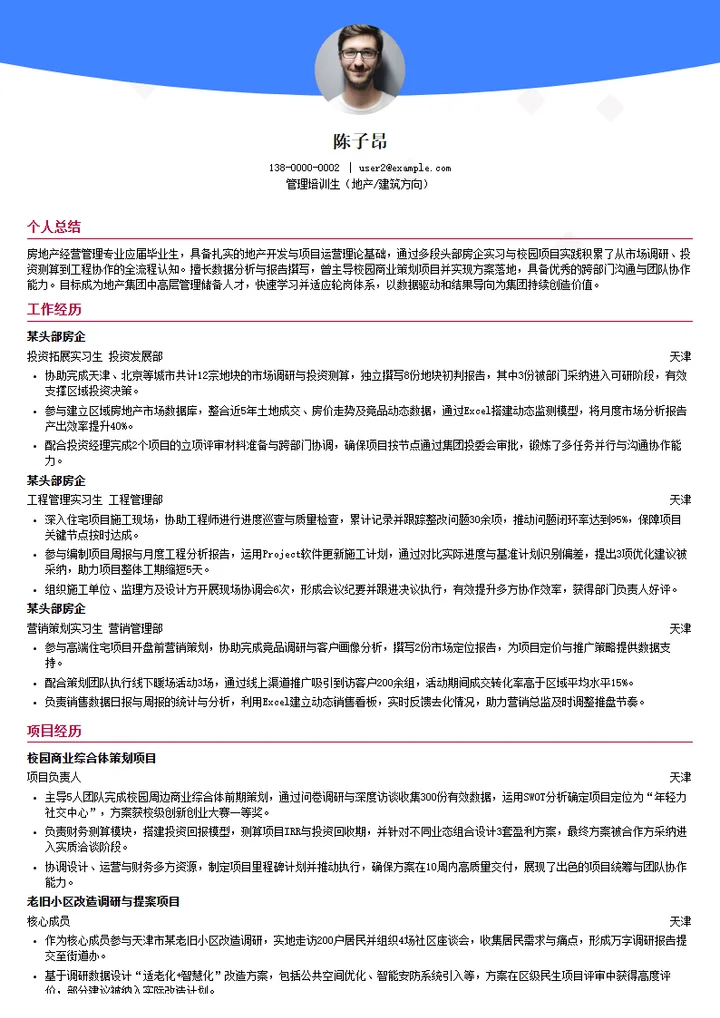 陈子昂
138-0000-0002 | user2@example.com
管理培训生（地产/建筑方向）
个人总结
房地产经营管理专业应届毕业生，具备扎实的地产开发与项目运营理论基础，通过多段头部房企实习与校园项目实践积累了从市场调研、投
资测算到工程协作的全流程认知。擅长数据分析与报告撰写，曾主导校园商业策划项目并实现方案落地，具备优秀的跨部门沟通与团队协作
能力。目标成为地产集团中高层管理储备人才，快速学习并适应轮岗体系，以数据驱动和结果导向为集团持续创造价值。
工作经历
某头部房企
投资拓展实习生 投资发展部 天津
• 协助完成天津、北京等城市共计12宗地块的市场调研与投资测算，独立撰写8份地块初判报告，其中3份被部门采纳进入可研阶段，有效
支撑区域投资决策。
• 参与建立区域房地产市场数据库，整合近5年土地成交、房价走势及竞品动态数据，通过Excel搭建动态监测模型，将月度市场分析报告
产出效率提升40%。
• 配合投资经理完成2个项目的立项评审材料准备与跨部门协调，确保项目按节点通过集团投委会审批，锻炼了多任务并行与沟通协作能
力。
某头部房企
工程管理实习生 工程管理部 天津
• 深入住宅项目施工现场，协助工程师进行进度巡查与质量检查，累计记录并跟踪整改问题30余项，推动问题闭环率达到95%，保障项目
关键节点按时达成。
• 参与编制项目周报与月度工程分析报告，运用Project软件更新施工计划，通过对比实际进度与基准计划识别偏差，提出3项优化建议被
采纳，助力项目整体工期缩短5天。
• 组织施工单位、监理方及设计方开展现场协调会6次，形成会议纪要并跟进决议执行，有效提升多方协作效率，获得部门负责人好评。
某头部房企
营销策划实习生 营销管理部 天津
• 参与高端住宅项目开盘前营销策划，协助完成竞品调研与客户画像分析，撰写2份市场定位报告，为项目定价与推广策略提供数据支
持。
• 配合策划团队执行线下暖场活动3场，通过线上渠道推广吸引到访客户200余组，活动期间成交转化率高于区域平均水平15%。
• 负责销售数据日报与周报的统计与分析，利用Excel建立动态销售看板，实时反馈去化情况，助力营销总监及时调整推盘节奏。
项目经历
校园商业综合体策划项目
项目负责人 天津
• 主导5人团队完成校园周边商业综合体前期策划，通过问卷调研与深度访谈收集300份有效数据，运用SWOT分析确定项目定位为“年轻力
社交中心”，方案获校级创新创业大赛一等奖。
• 负责财务测算模块，搭建投资回报模型，测算项目IRR与投资回收期，并针对不同业态组合设计3套盈利方案，最终方案被合作方采纳进
入实质洽谈阶段。
• 协调设计、运营与财务多方资源，制定项目里程碑计划并推动执行，确保方案在10周内高质量交付，展现了出色的项目统筹与团队协作
能力。
老旧小区改造调研与提案项目
核心成员 天津
• 作为核心成员参与天津市某老旧小区改造调研，实地走访200户居民并组织4场社区座谈会，收集居民需求与痛点，形成万字调研报告提
交至街道办。
• 基于调研数据设计“适老化+智慧化”改造方案，包括公共空间优化、智能安防系统引入等，方案在区级民生项目评审中获得高度评
价，部分建议被纳入实际改造计划。